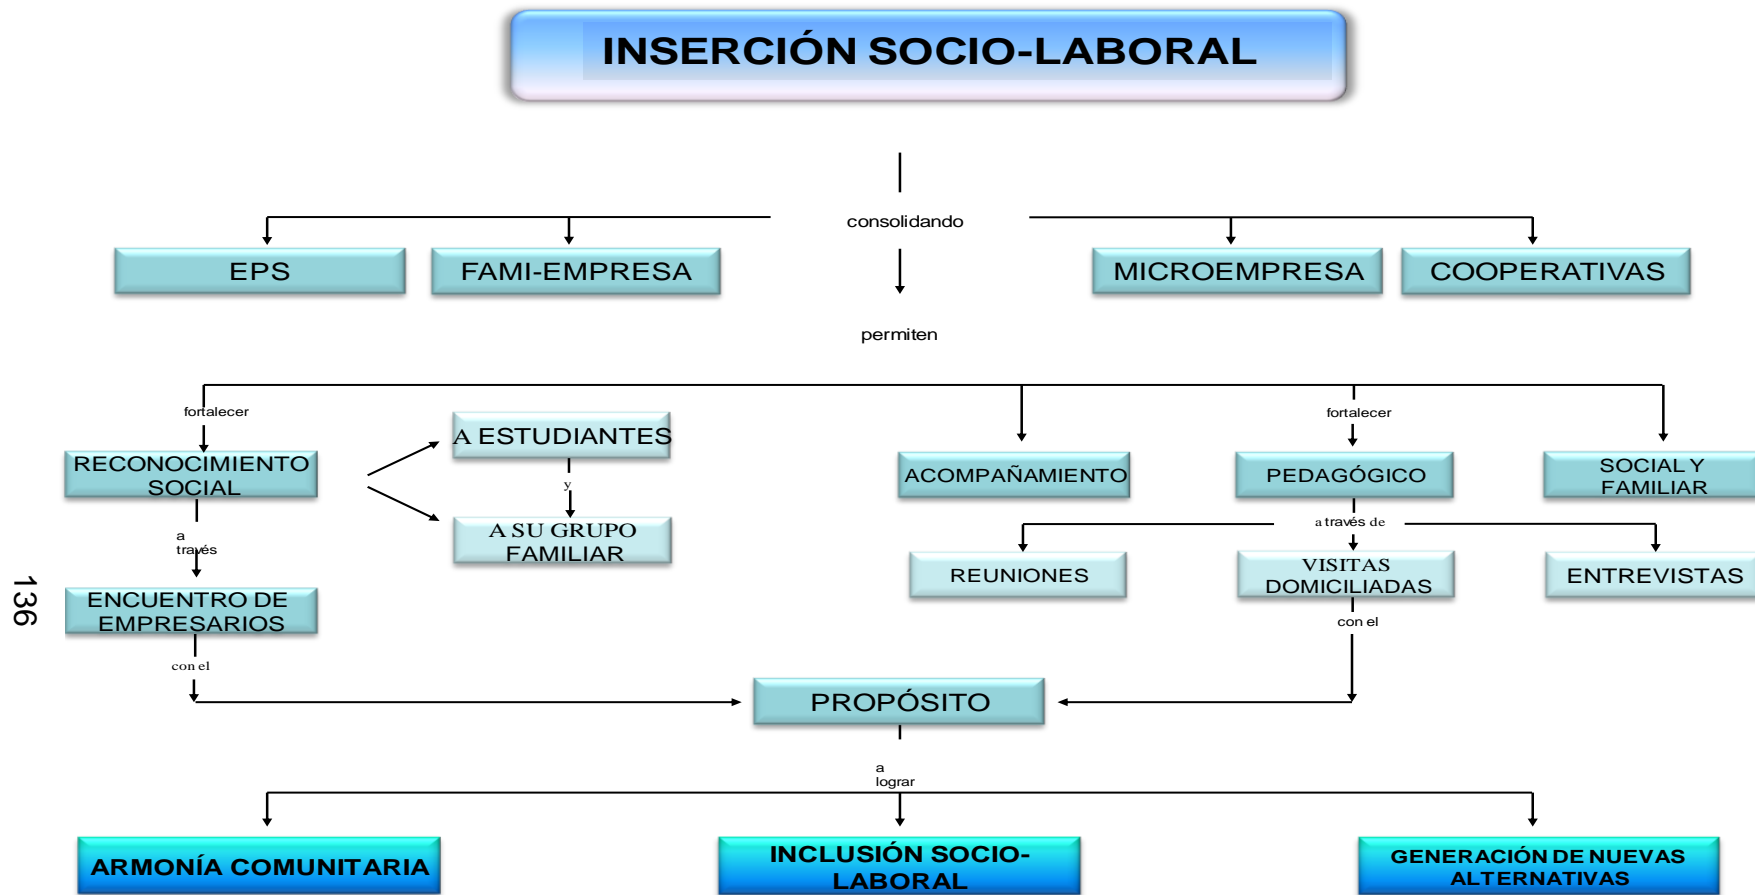 INSERCIÓN SOCIO-LABORAL
consolidando
EPS
FAMI-EMPRESA
MICROEMPRESA
COOPERATIVAS
permiten
fortalecer
fortalecer
A ESTUDIANTES
RECONOCIMIENTO
SOCIAL
ACOMPAÑAMIENTO
PEDAGÓGICO
SOCIAL Y
FAMILIAR
y
a
través
A SU GRUPO
FAMILIAR
a través de
REUNIONES
VISITAS
DOMICILIADAS
ENTREVISTAS
136
ENCUENTRO DE
EMPRESARIOS
con el
con el
PROPÓSITO
a
lograr
ARMONÍA COMUNITARIA
INCLUSIÓN SOCIO-
LABORAL
GENERACIÓN DE NUEVAS
ALTERNATIVAS